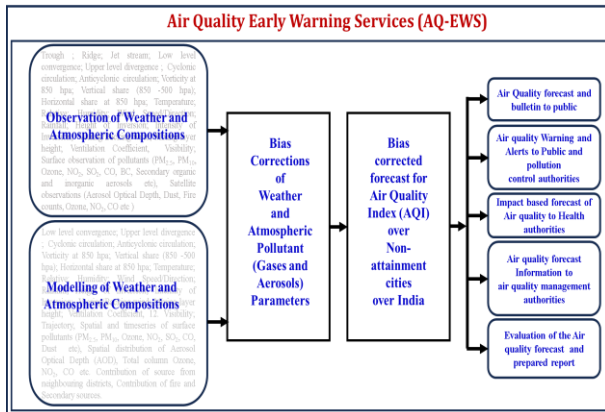 Air Quality Early Warning Services (AQ-EWS)
Trough ; Ridge; Jet stream, Low level
convergence; Upper level divergence ; Cyclonic
circulation; Anticyclonic circulation; Vorticity at
850 hpa; Vertical share (850 -500 hpa);
Horizontal share at 850 hpa; Temperature,
Observation of Weather and
Atmospheric Compositions
height, Ventilation Coefficient, Visibility;
Surface observation of pollutants (PM2.5, PM10,
Ozone, NO2, SO2, CO, BC, Secondary organic
and inorganic aerosols etc), Satellite
observations (Aerosol Optical Depth, Dust, Fire
counts, Ozone, NO2, CO etc )
Low level convergence, Upper level divergence
, Cyclonic circulation; Anticyclonic circulation;
Vorticity at 850 hpa; Vertical share (850 -500
hpa); Horizontal share at 850 hpa; Temperature,
Relative Humidity, Wind Speed/Direction,
Modelling of Weather and
Atmospheric Compositions
height, Ventilation Coefficient, 12 Visibility;
Trajectory, Spatial and timeseries of surface
pollutants (PM2.5, PM10, Ozone, NO2, SO2, CO,
Dust etc), Spatial distribution of Aerosol
Optical Depth (AOD), Total column Ozone,
NO2, CO etc Contribution of source from
neighbouring districts, Contribution of fire and
Secondary sources
Bias
Corrections
of
Weather
and
Atmospheric
Pollutant
(Gases and
Aerosols)
Parameters
Bias
corrected
forecast for
Air Quality
Index (AQI)
over
Non-
attainment
cities
over India
Air Quality forecast and
bulletin to public
Air quality Warning and
Alerts to Public and
pollution
control authorities
Impact based forecast of
Air quality to Health
authorities
Air quality forecast
Information to
air quality management
authorities
Evaluation of the Air
quality forecast and
prepared report